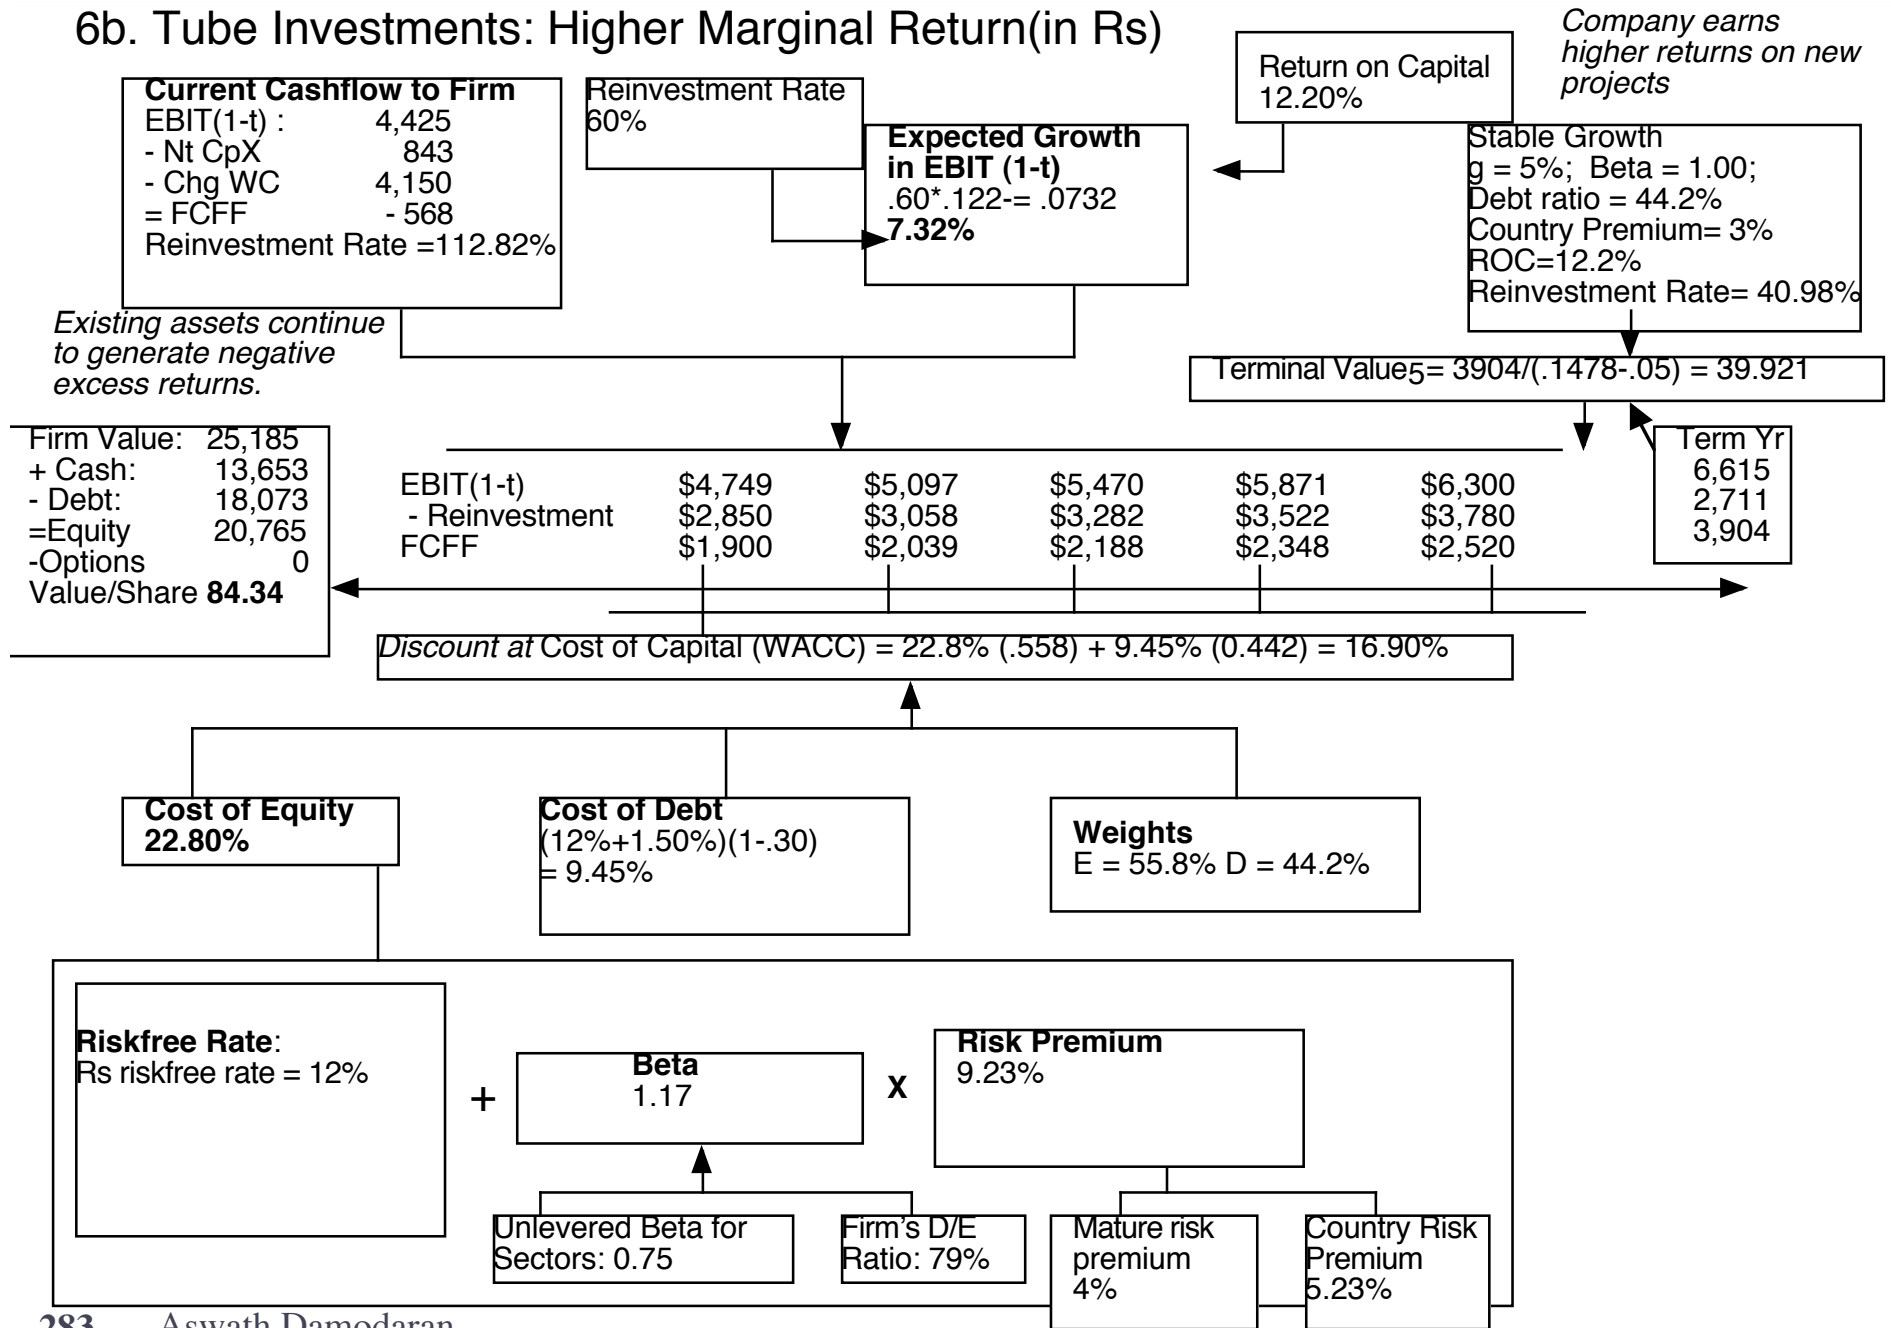 6b. Tube Investments: Higher Marginal Return(in Rs)
Company earns
higher returns on new
projects
Current Cashflow to Firm
EBIT(1-t) : 4,425
- Nt CpX 843
- Chg WC 4,150
= FCFF - 568
Reinvestment Rate =112.82%
Reinvestment Rate
60%
Expected Growth
in EBIT (1-t)
.60*.122-= .0732
7.32%
Return on Capital
12.20%
Stable Growth
g = 5%; Beta = 1.00;
Debt ratio = 44.2%
Country Premium= 3%
ROC=12.2%
Reinvestment Rate= 40.98%
Existing assets continue
to generate negative
excess returns.
Terminal Value5= 3904/(.1478-.05) = 39.921
Firm Value: 25,185
+ Cash: 13,653
- Debt: 18,073
=Equity 20,765
-Options 0
Value/Share 84.34
EBIT(1-t) $4,749 $5,097 $5,470 $5,871 $6,300
- Reinvestment $2,850 $3,058 $3,282 $3,522 $3,780
FCFF $1,900 $2,039 $2,188 $2,348 $2,520
Term Yr
6,615
2,711
3,904
Discount at Cost of Capital (WACC) = 22.8% (.558) + 9.45% (0.442) = 16.90%
Cost of Equity
22.80%
Cost of Debt
(12%+1.50%)(1-.30)
= 9.45%
Weights
E = 55.8% D = 44.2%
Riskfree Rate:
Rs riskfree rate = 12%
+
Beta
1.17
X
Risk Premium
9.23%
Unlevered Beta for
Sectors: 0.75
Firm's D/E
Ratio: 79%
Mature risk
premium
4%
Country Risk
Premium
5.23%
283 Aswath Damodaran